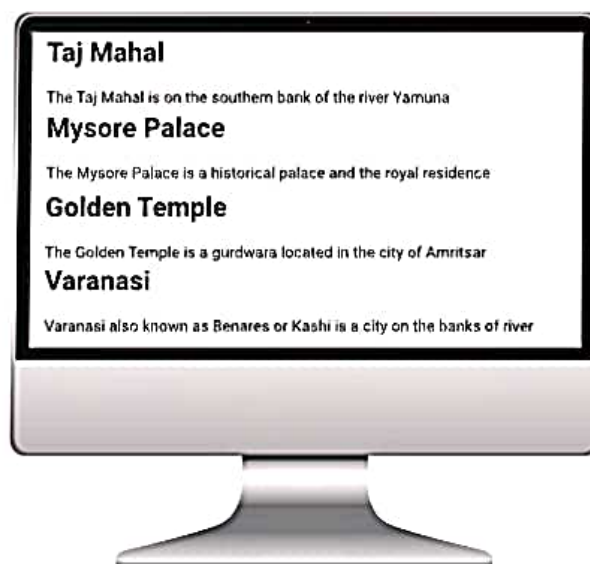 Taj Mahal
The Taj Mahal is on the southern bank of the river Yamuna
Mysore Palace
The Mysore Palace is a historical palace and the royal residence
Golden Temple
The Golden Temple is a gurdwara located in the city of Amritsar
Varanasi
Varanasi also known as Benares or Kashi is a city on the banks of river